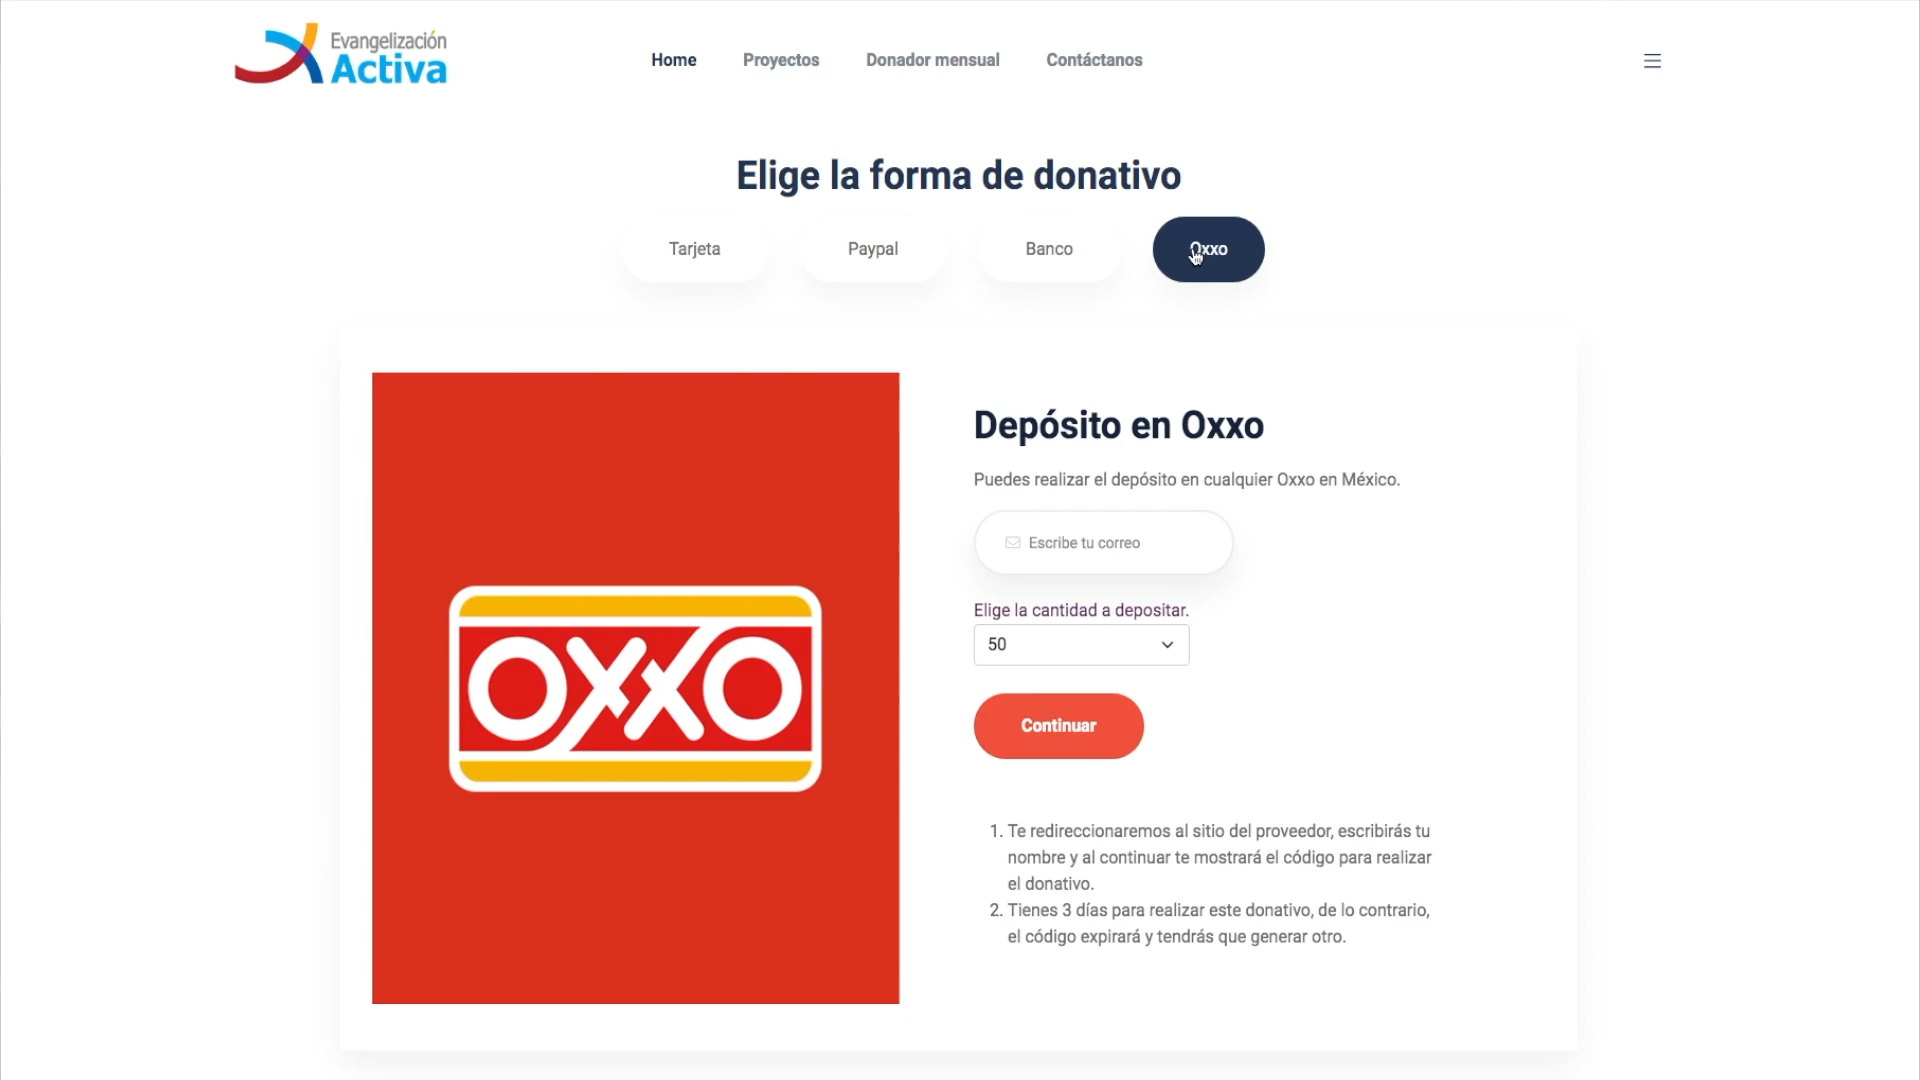 Evangelización
Activa
Home
Proyectos
Donador mensual
Contáctanos
Elige la forma de donativo
Tarjeta
Paypal
Banco
Oxxo
OXXO
Depósito en Oxxo
Puedes realizar el depósito en cualquier Oxxo en México.
Escribe tu correo
Elige la cantidad a depositar.
50
Continuar
1. Te redireccionaremos al sitio del proveedor, escribirás tu
nombre y al continuar te mostrará el código para realizar
el donativo.
2. Tienes 3 días para realizar este donativo, de lo contrario,
el código expirará y tendrás que generar otro.